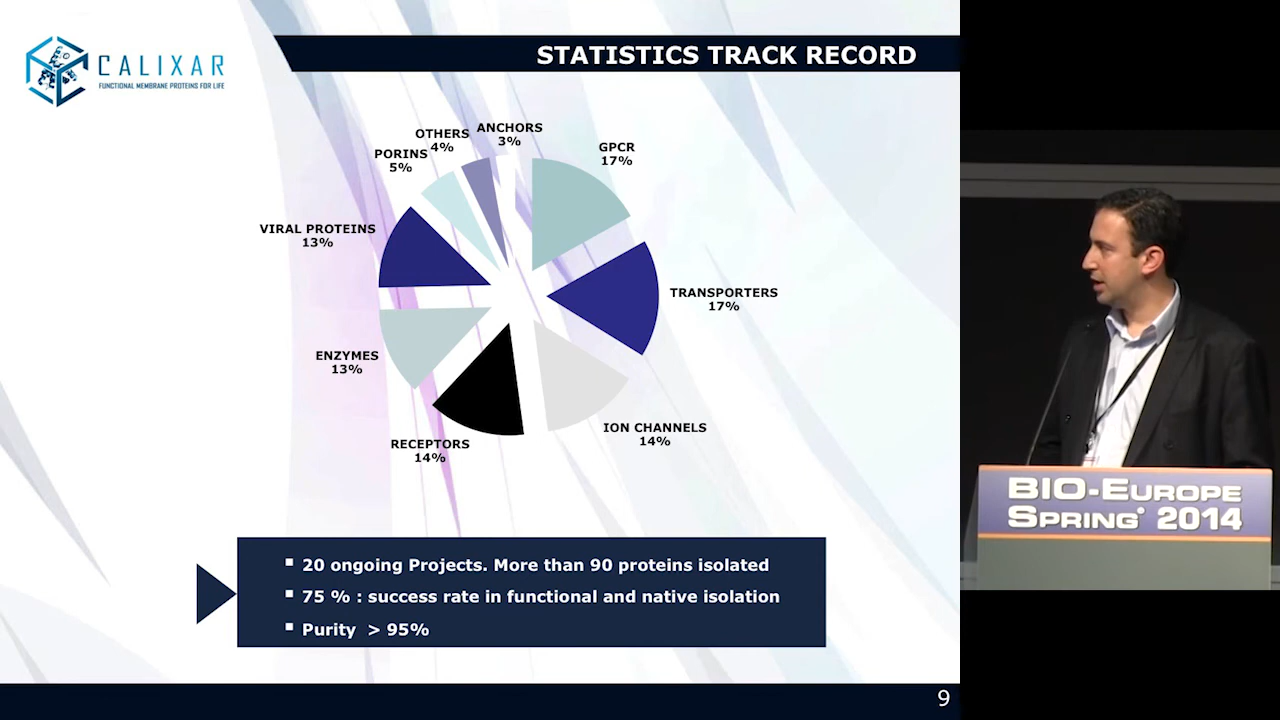 CALIXAR
FUNCTIONAL MEMBRANE PROTEINS FOR LIFE
STATISTICS TRACK RECORD
ANCHORS
3%
OTHERS
4%
PORINS
5%
GPCR
17%
VIRAL PROTEINS
13%
TRANSPORTERS
17%
ENZYMES
13%
ION CHANNELS
14%
RECEPTORS
14%
20 ongoing Projects. More than 90 proteins isolated
75 % : success rate in functional and native isolation
Purity > 95%
9
BIO-EUROPE
SPRING® 2014